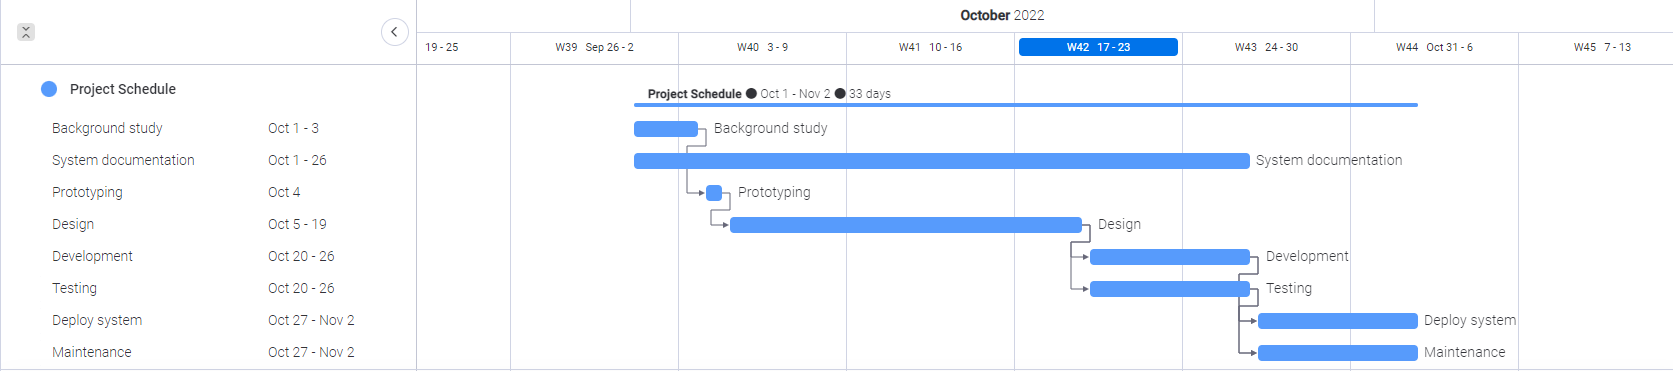 October 2022
19 - 25 W39 Sep 26 - 2 W40 3 - 9 W41 10 - 16 W42 17 - 23 W43 24 - 30 W44 Oct 31 - 6 W45 7 - 13
Project Schedule
Project Schedule ● Oct 1 - Nov 2 ● 33 days
Background study Oct 1 - 3 Background study
System documentation Oct 1 - 26 System documentation
Prototyping Oct 4 Prototyping
Design Oct 5 - 19 Design
Development Oct 20 - 26 Development
Testing Oct 20 - 26 Testing
Deploy system Oct 27 - Nov 2 Deploy system
Maintenance Oct 27 - Nov 2 Maintenance